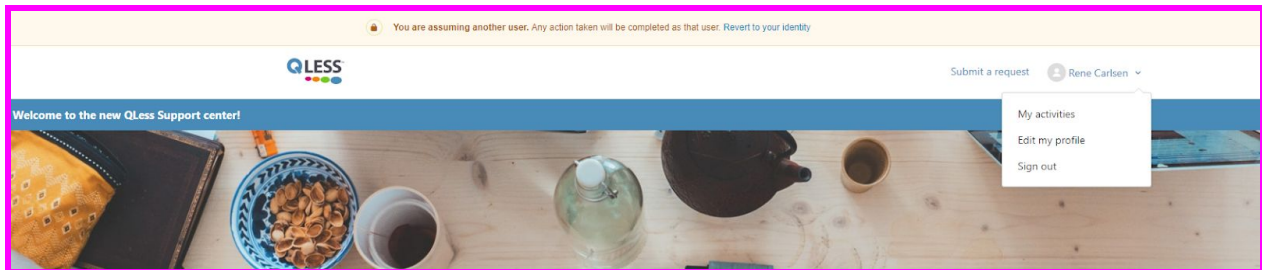 You are assuming another user. Any action taken will be completed as that user. Revert to your identity
QLESS
Submit a request
Rene Carlsen
Welcome to the new QLess Support center!
My activities
Edit my profile
Sign out